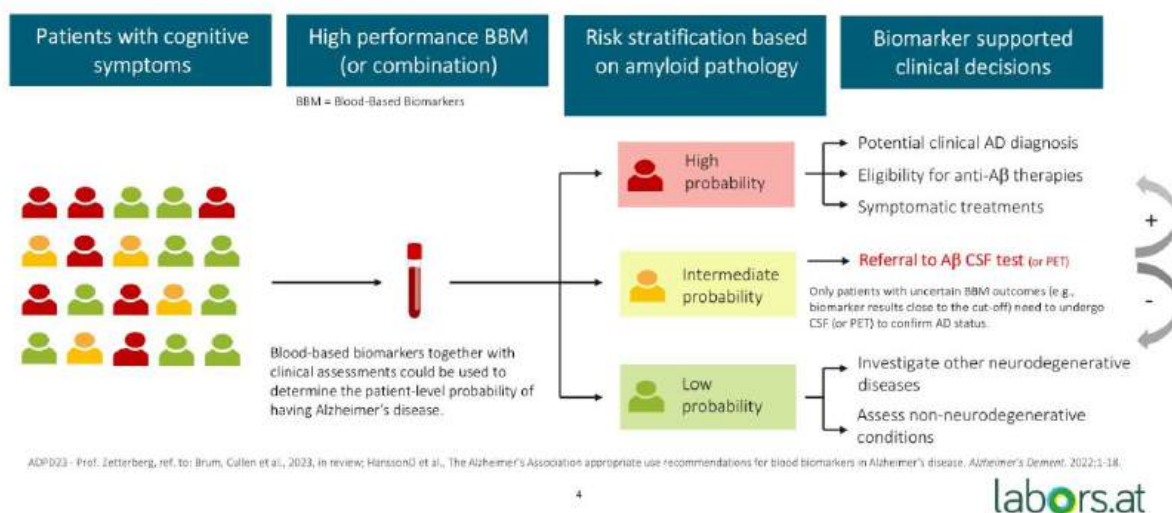 Patients with cognitive
symptoms
High performance BBM
(or combination)
Risk stratification based
on amyloid pathology
Biomarker supported
clinical decisions
BBM = Blood-Based Biomarkers
High
probability
Potential clinical AD diagnosis
Eligibility for anti-Aβ therapies
Symptomatic treatments
+
Intermediate
probability
Referral to Aβ CSF test (or PET)
Only patients with uncertain BBM outcomes (e.g.,
biomarker results close to the cut-off) need to undergo
CSF (or PET) to confirm AD status.
-
Blood-based biomarkers together with
clinical assessments could be used to
determine the patient-level probability of
having Alzheimer's disease.
Low
probability
Investigate other neurodegenerative
diseases
Assess non-neurodegenerative
conditions
ADPD23 - Prof. Zetterberg, ref. to: Brum, Cullen et al., 2023, in review; HanssonO et al., The Alzheimer's Association appropriate use recommendations for blood biomarkers in Alzheimer's disease. Alzheimer's Dement. 2022;1-18.
4
labors.at